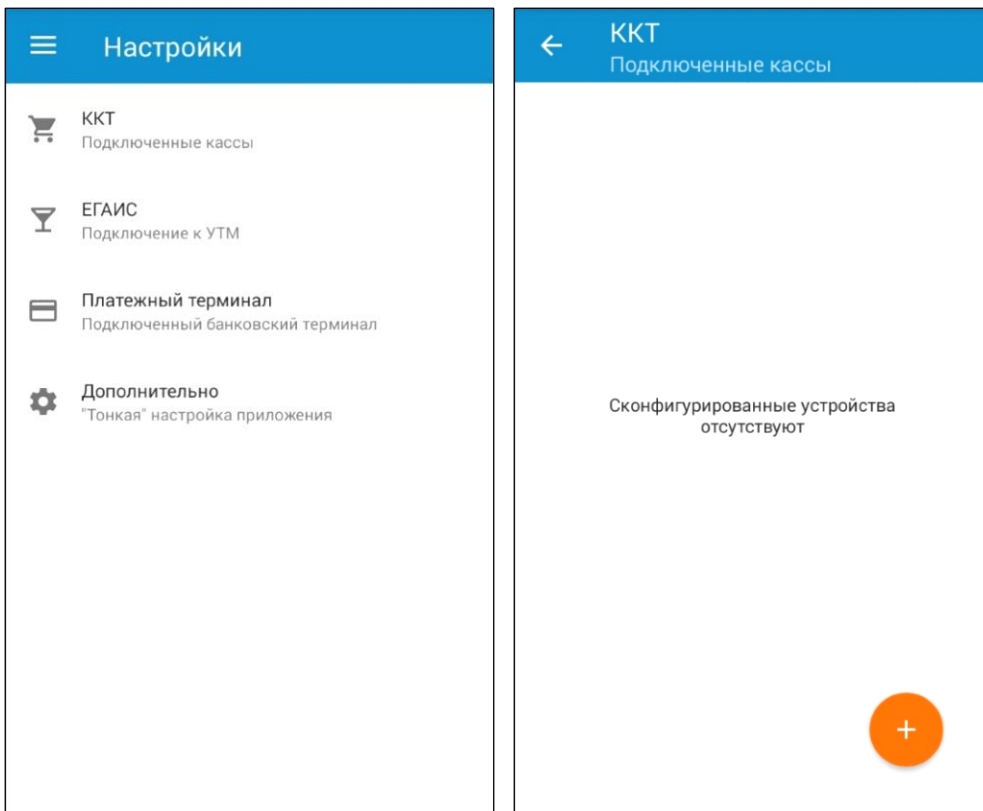 Настройки
ККТ
Подключенные кассы
ЕГАИС
Подключение к УТМ
Платежный терминал
Подключенный банковский терминал
Дополнительно
"Тонкая" настройка приложения
ККТ
Подключенные кассы
Сконфигурированные устройства
отсутствуют